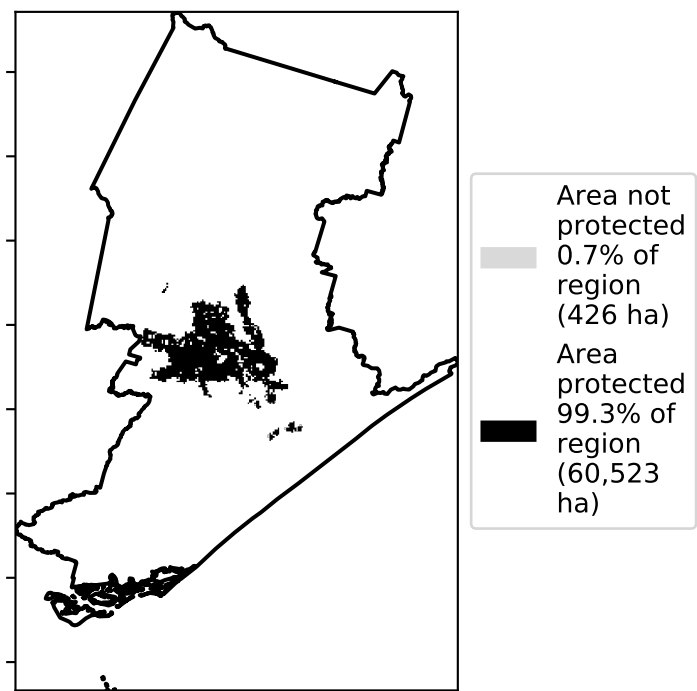 Area not
protected
0.7% of
region
(426 ha)
Area
protected
99.3% of
region
(60,523
ha)